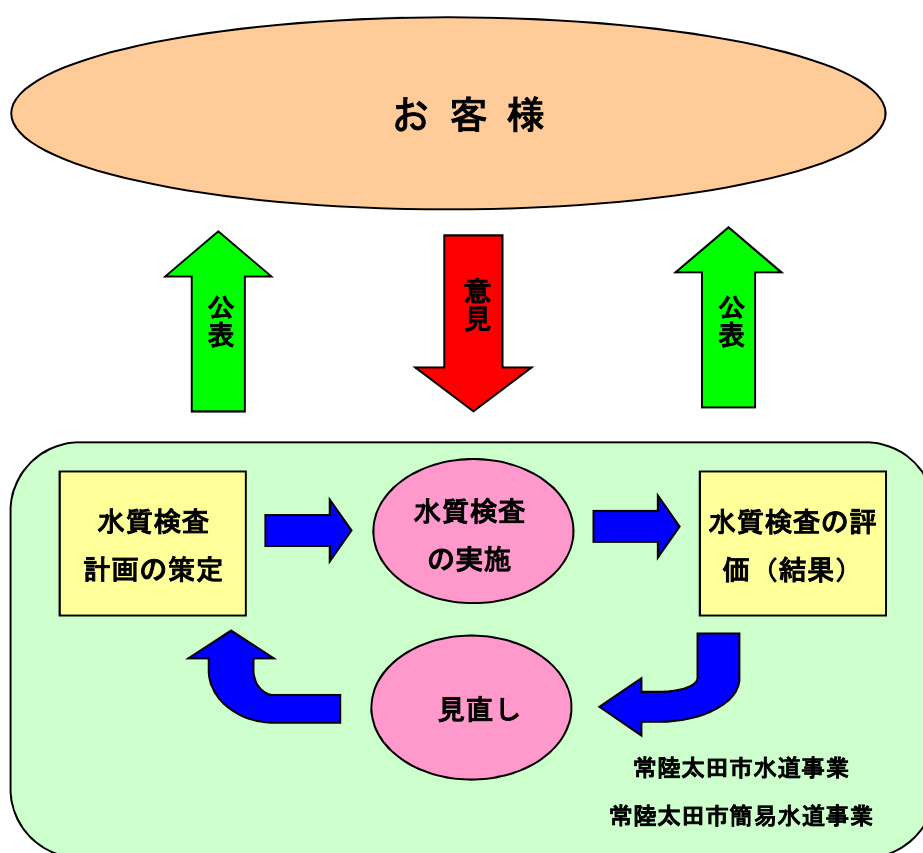 お客様
公表
意見
公表
水質検査
計画の策定
水質検査
の実施
水質検査の評
価（結果）
見直し
常陸太田市水道事業
常陸太田市簡易水道事業